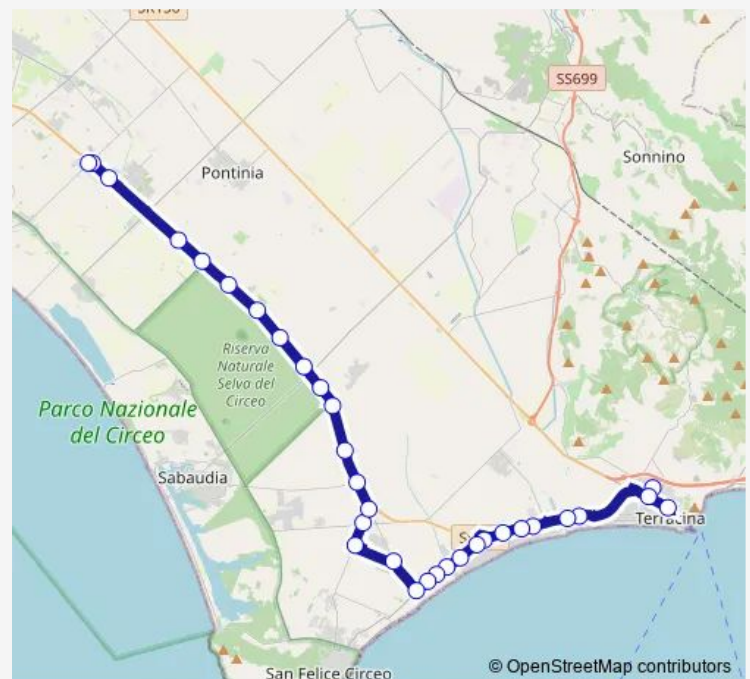 SR156
SS699
Sonnino
Pontinia
Riserva
Naturale
Selva del
Circeo
Parco Nazionale
del Circeo
Sabaudia
Terracina
San Felice Circeo
© OpenStreetMap contributors